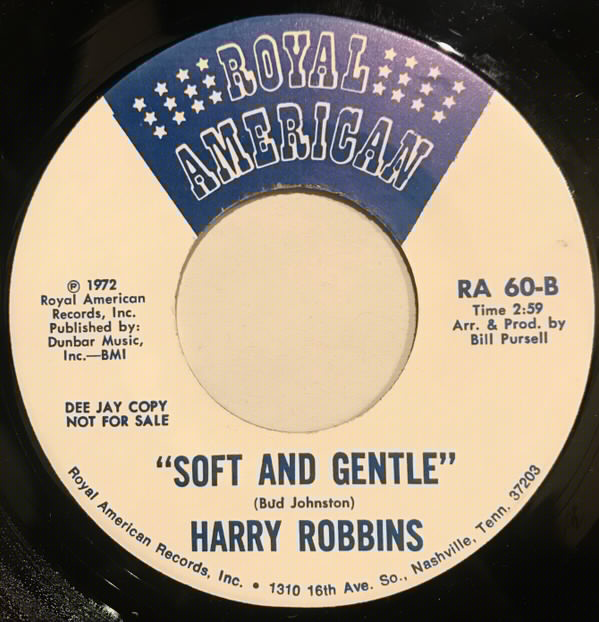 ROYAL
AMERICAN
℗ 1972
Royal American
Records, Inc.
Published by:
Dunbar Music,
Inc.—BMI
RA 60-B
Time 2:59
Arr. & Prod. by
Bill Pursell
DEE JAY COPY
NOT FOR SALE
"SOFT AND GENTLE"
(Bud Johnston)
HARRY ROBBINS
Royal American Records, Inc. • 1310 16th Ave. So., Nashville, Tenn. 37203